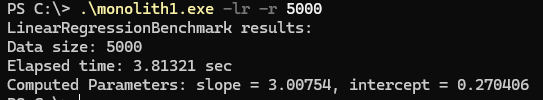 PS C:\> .\monolith1.exe -lr -r 5000
LinearRegressionBenchmark results:
Data size: 5000
Elapsed time: 3.81321 sec
Computed Parameters: slope = 3.00754, intercept = 0.270406